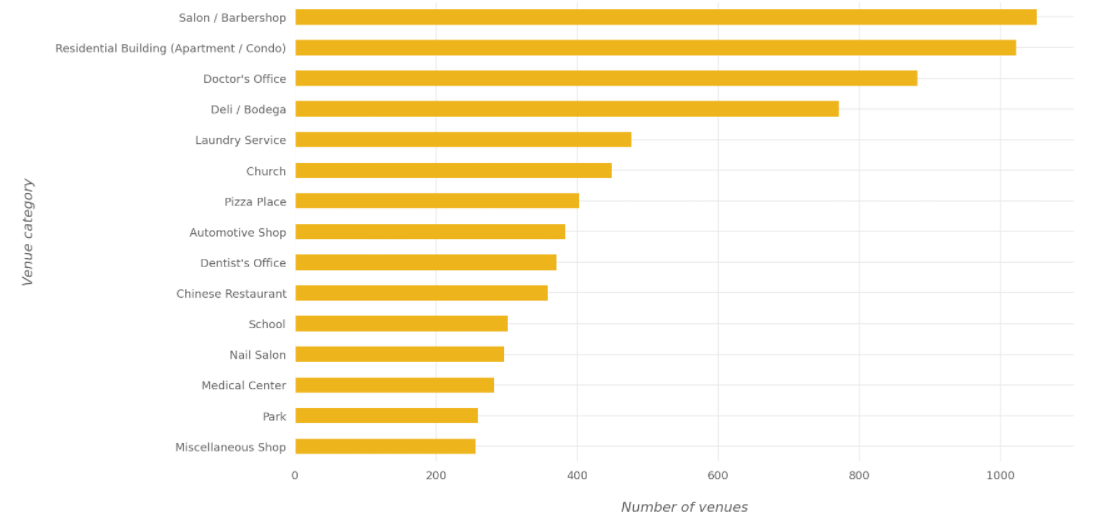 Salon / Barbershop
Residential Building (Apartment / Condo)
Doctor's Office
Deli / Bodega
Laundry Service
Church
Pizza Place
Automotive Shop
Dentist's Office
Chinese Restaurant
School
Nail Salon
Medical Center
Park
Miscellaneous Shop
Venue category
0 200 400 600 800 1000
Number of venues